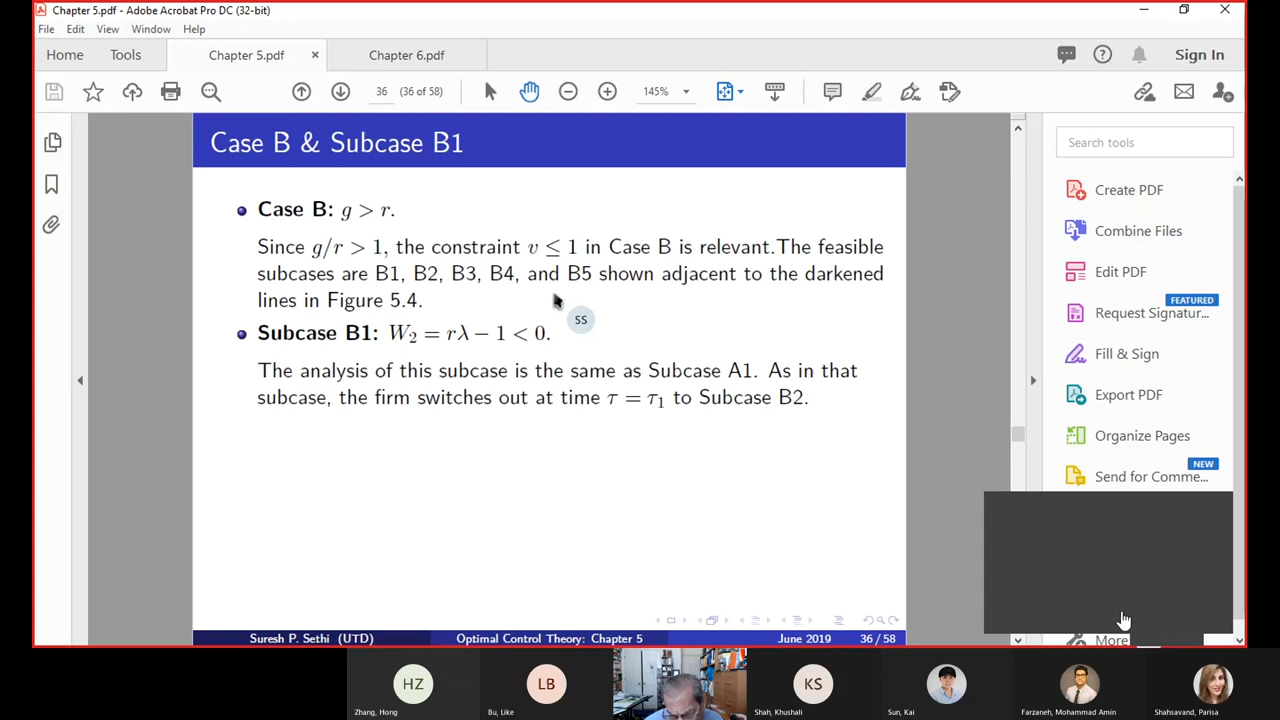 Chapter 5.pdf - Adobe Acrobat Pro DC (32-bit)
File Edit View Window Help
Home Tools Chapter 5.pdf × Chapter 6.pdf Sign In
36 (36 of 58) 145%
Case B & Subcase B1
Search tools
Case B: g > r.
Since g/r > 1, the constraint v ≤ 1 in Case B is relevant.The feasible
subcases are B1, B2, B3, B4, and B5 shown adjacent to the darkened
lines in Figure 5.4.
SS
Subcase B1: W₂ = rλ − 1 < 0.
The analysis of this subcase is the same as Subcase A1. As in that
subcase, the firm switches out at time τ = τ₁ to Subcase B2.
Create PDF
Combine Files
Edit PDF
FEATURED
Request Signatur...
Fill & Sign
Export PDF
Organize Pages
NEW
Send for Comme...
More
Suresh P. Sethi (UTD) Optimal Control Theory: Chapter 5 June 2019 36 / 58
HZ LB KS
Zhang, Hong Bu, Like Shah, Khushali Sun, Kai Farzaneh, Mohammad Amin Shahsavand, Parisa